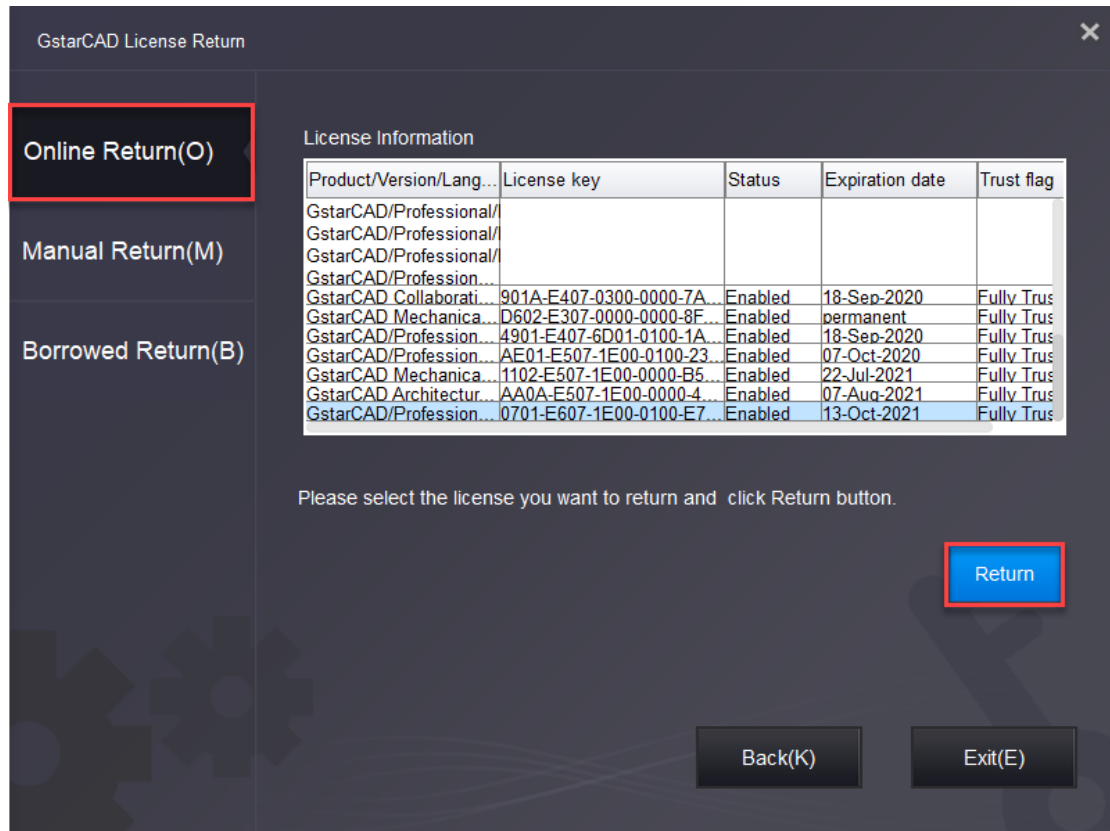 GstarCAD License Return
Online Return(O)
Manual Return(M)
Borrowed Return(B)
License Information
Product/Version/Lang... License key Status Expiration date Trust flag
GstarCAD/Professional/
GstarCAD/Professional/
GstarCAD/Professional/
GstarCAD/Profession...
GstarCAD Collaborati... 901A-E407-0300-0000-7A... Enabled 18-Sep-2020 Fully Trus
GstarCAD Mechanica... D602-E307-0000-0000-8F... Enabled permanent Fully Trus
GstarCAD/Profession... 4901-E407-6D01-0100-1A... Enabled 18-Sep-2020 Fully Trus
GstarCAD/Profession... AE01-E507-1E00-0100-23... Enabled 07-Oct-2020 Fully Trus
GstarCAD Mechanica... 1102-E507-1E00-0000-B5... Enabled 22-Jul-2021 Fully Trus
GstarCAD Architectur... AA0A-E507-1E00-0000-4... Enabled 07-Aug-2021 Fully Trus
GstarCAD/Profession... 0701-E607-1E00-0100-E7... Enabled 13-Oct-2021 Fully Trus
Please select the license you want to return and click Return button.
Return
Back(K) Exit(E)